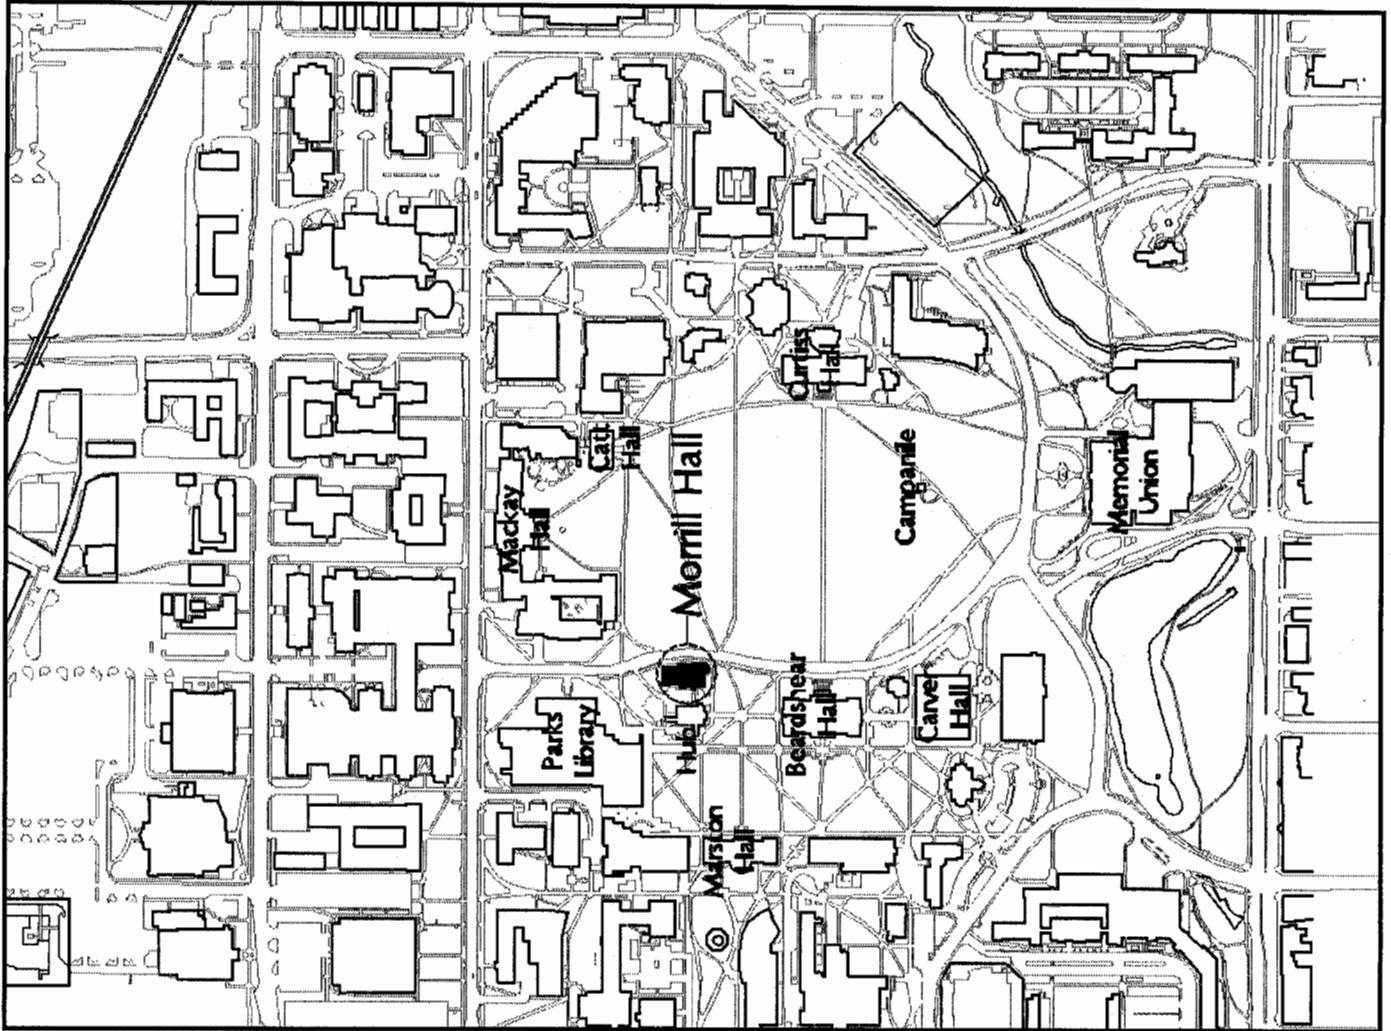 Mackay
Hall
Parks
Library
Catt
Hall
Hub
Morrill Hall
Marston
Hall
Beardshear
Hall
Curtiss
Hall
Campanile
Carver
Hall
Memorial
Union